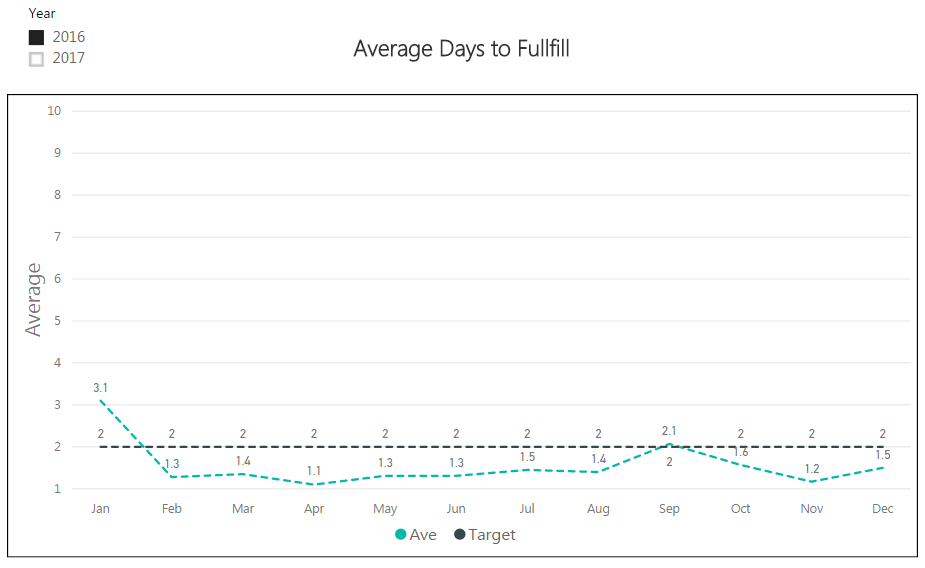 Year
2016
2017
Average Days to Fullfill
10
9
8
7
6
5
4
3
2
1
Average
3.1
2 2 2 2 2 2 2 2 2.1 2 2 2
1.3 1.4 1.1 1.3 1.3 1.5 1.4 2 1.6 1.2 1.5
Jan Feb Mar Apr May Jun Jul Aug Sep Oct Nov Dec
Ave Target